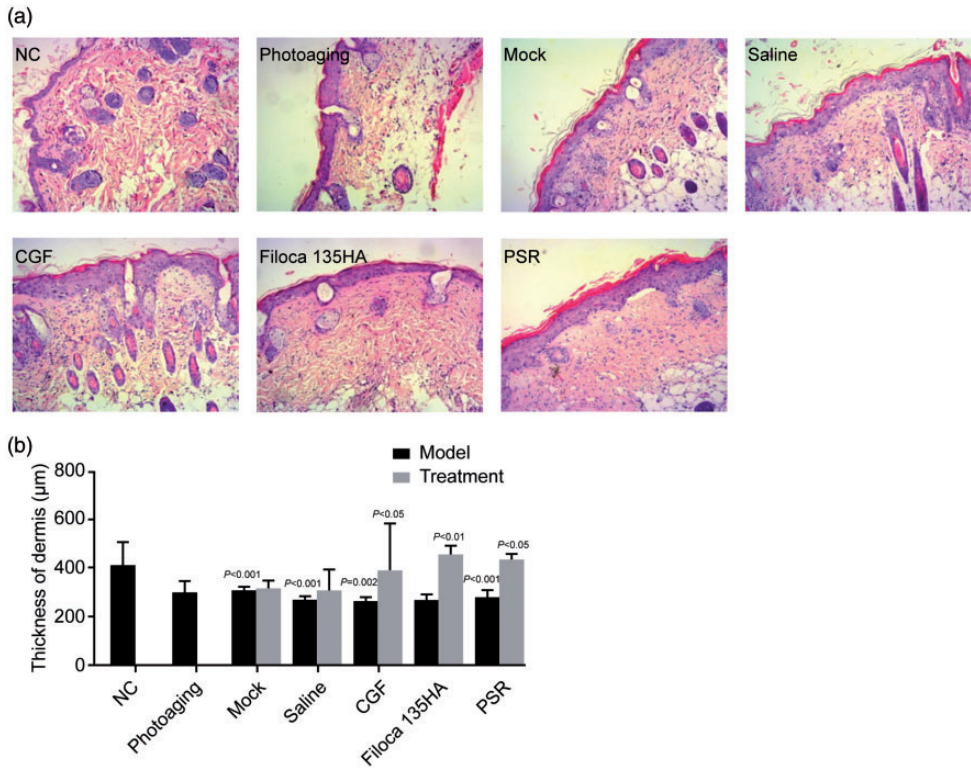 (a)
NC
Photoaging
Mock
Saline
CGF
Filoca 135HA
PSR
(b)
Model
Treatment
Thickness of dermis (μm)
800
600
400
200
0
P<0.001
P<0.001
P=0.002
P<0.05
P<0.01
P<0.001
P<0.05
NC
Photoaging
Mock
Saline
CGF
Filoca 135HA
PSR